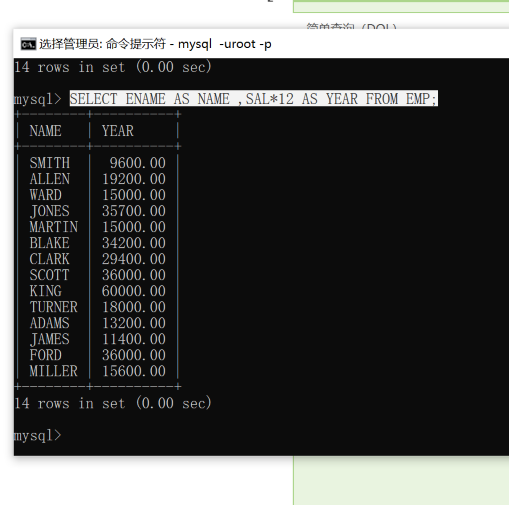 简单查询（DQL）
选择管理员: 命令提示符 - mysql -uroot -p
14 rows in set (0.00 sec)
mysql> SELECT ENAME AS NAME ,SAL*12 AS YEAR FROM EMP;
+--------+----------+
| NAME | YEAR |
+--------+----------+
| SMITH | 9600.00 |
| ALLEN | 19200.00 |
| WARD | 15000.00 |
| JONES | 35700.00 |
| MARTIN | 15000.00 |
| BLAKE | 34200.00 |
| CLARK | 29400.00 |
| SCOTT | 36000.00 |
| KING | 60000.00 |
| TURNER | 18000.00 |
| ADAMS | 13200.00 |
| JAMES | 11400.00 |
| FORD | 36000.00 |
| MILLER | 15600.00 |
+--------+----------+
14 rows in set (0.00 sec)
mysql>